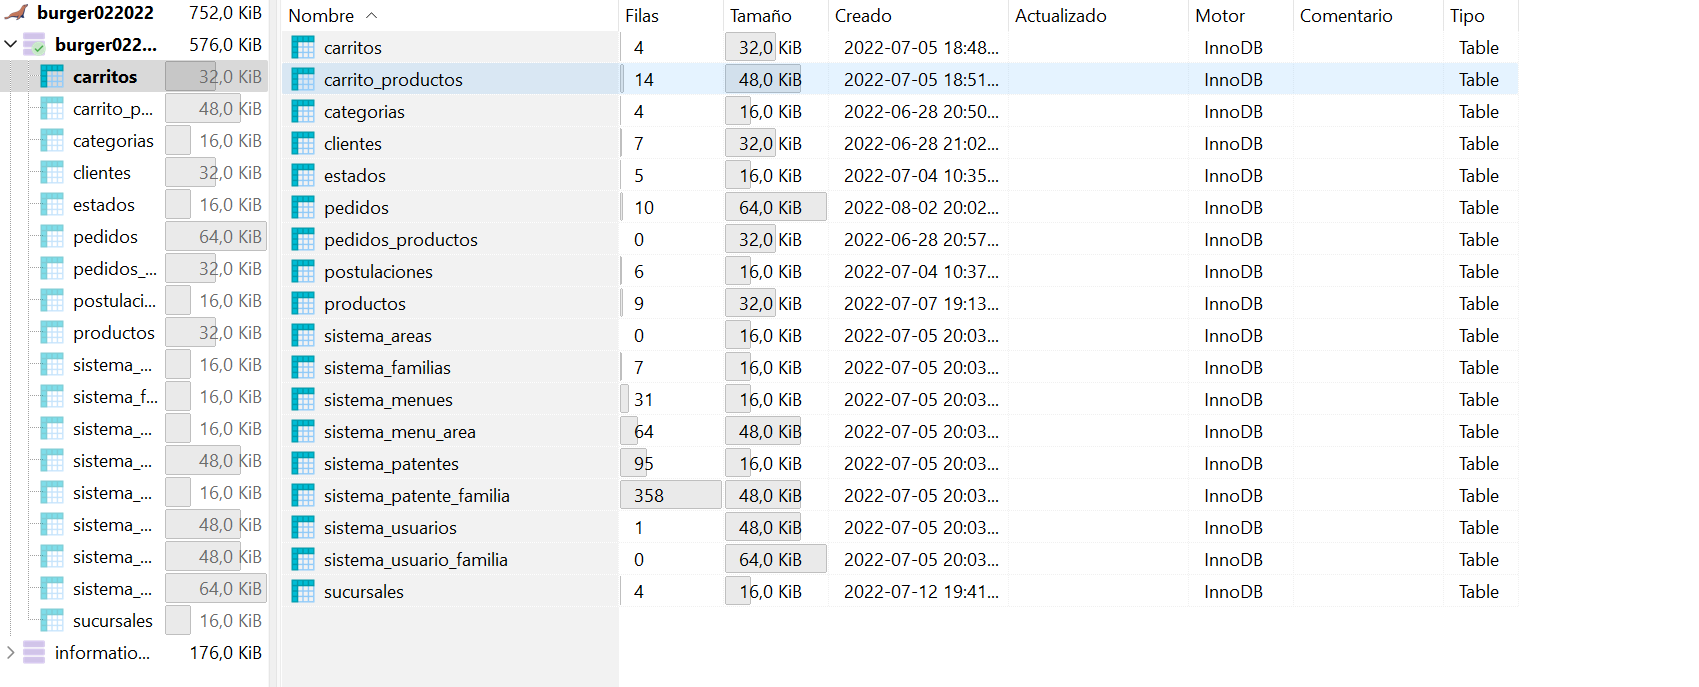 burger022022 752,0 KiB
burger022... 576,0 KiB
carritos 32,0 KiB
carrito_p... 48,0 KiB
categorias 16,0 KiB
clientes 32,0 KiB
estados 16,0 KiB
pedidos 64,0 KiB
pedidos_... 32,0 KiB
postulaci... 16,0 KiB
productos 32,0 KiB
sistema_... 16,0 KiB
sistema_f... 16,0 KiB
sistema_... 16,0 KiB
sistema_... 48,0 KiB
sistema_... 16,0 KiB
sistema_... 48,0 KiB
sistema_... 48,0 KiB
sistema_... 64,0 KiB
sucursales 16,0 KiB
informatio... 176,0 KiB
Nombre Filas Tamaño Creado Actualizado Motor Comentario Tipo
carritos 4 32,0 KiB 2022-07-05 18:48... InnoDB Table
carrito_productos 14 48,0 KiB 2022-07-05 18:51... InnoDB Table
categorias 4 16,0 KiB 2022-06-28 20:50... InnoDB Table
clientes 7 32,0 KiB 2022-06-28 21:02... InnoDB Table
estados 5 16,0 KiB 2022-07-04 10:35... InnoDB Table
pedidos 10 64,0 KiB 2022-08-02 20:02... InnoDB Table
pedidos_productos 0 32,0 KiB 2022-06-28 20:57... InnoDB Table
postulaciones 6 16,0 KiB 2022-07-04 10:37... InnoDB Table
productos 9 32,0 KiB 2022-07-07 19:13... InnoDB Table
sistema_areas 0 16,0 KiB 2022-07-05 20:03... InnoDB Table
sistema_familias 7 16,0 KiB 2022-07-05 20:03... InnoDB Table
sistema_menues 31 16,0 KiB 2022-07-05 20:03... InnoDB Table
sistema_menu_area 64 48,0 KiB 2022-07-05 20:03... InnoDB Table
sistema_patentes 95 16,0 KiB 2022-07-05 20:03... InnoDB Table
sistema_patente_familia 358 48,0 KiB 2022-07-05 20:03... InnoDB Table
sistema_usuarios 1 48,0 KiB 2022-07-05 20:03... InnoDB Table
sistema_usuario_familia 0 64,0 KiB 2022-07-05 20:03... InnoDB Table
sucursales 4 16,0 KiB 2022-07-12 19:41... InnoDB Table